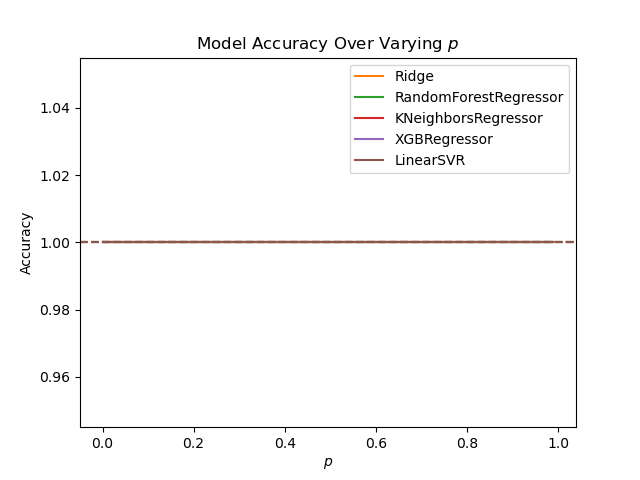 Model Accuracy Over Varying p
Ridge
RandomForestRegressor
KNeighborsRegressor
XGBRegressor
LinearSVR
1.04
1.02
1.00
0.98
0.96
Accuracy
0.0 0.2 0.4 0.6 0.8 1.0
p